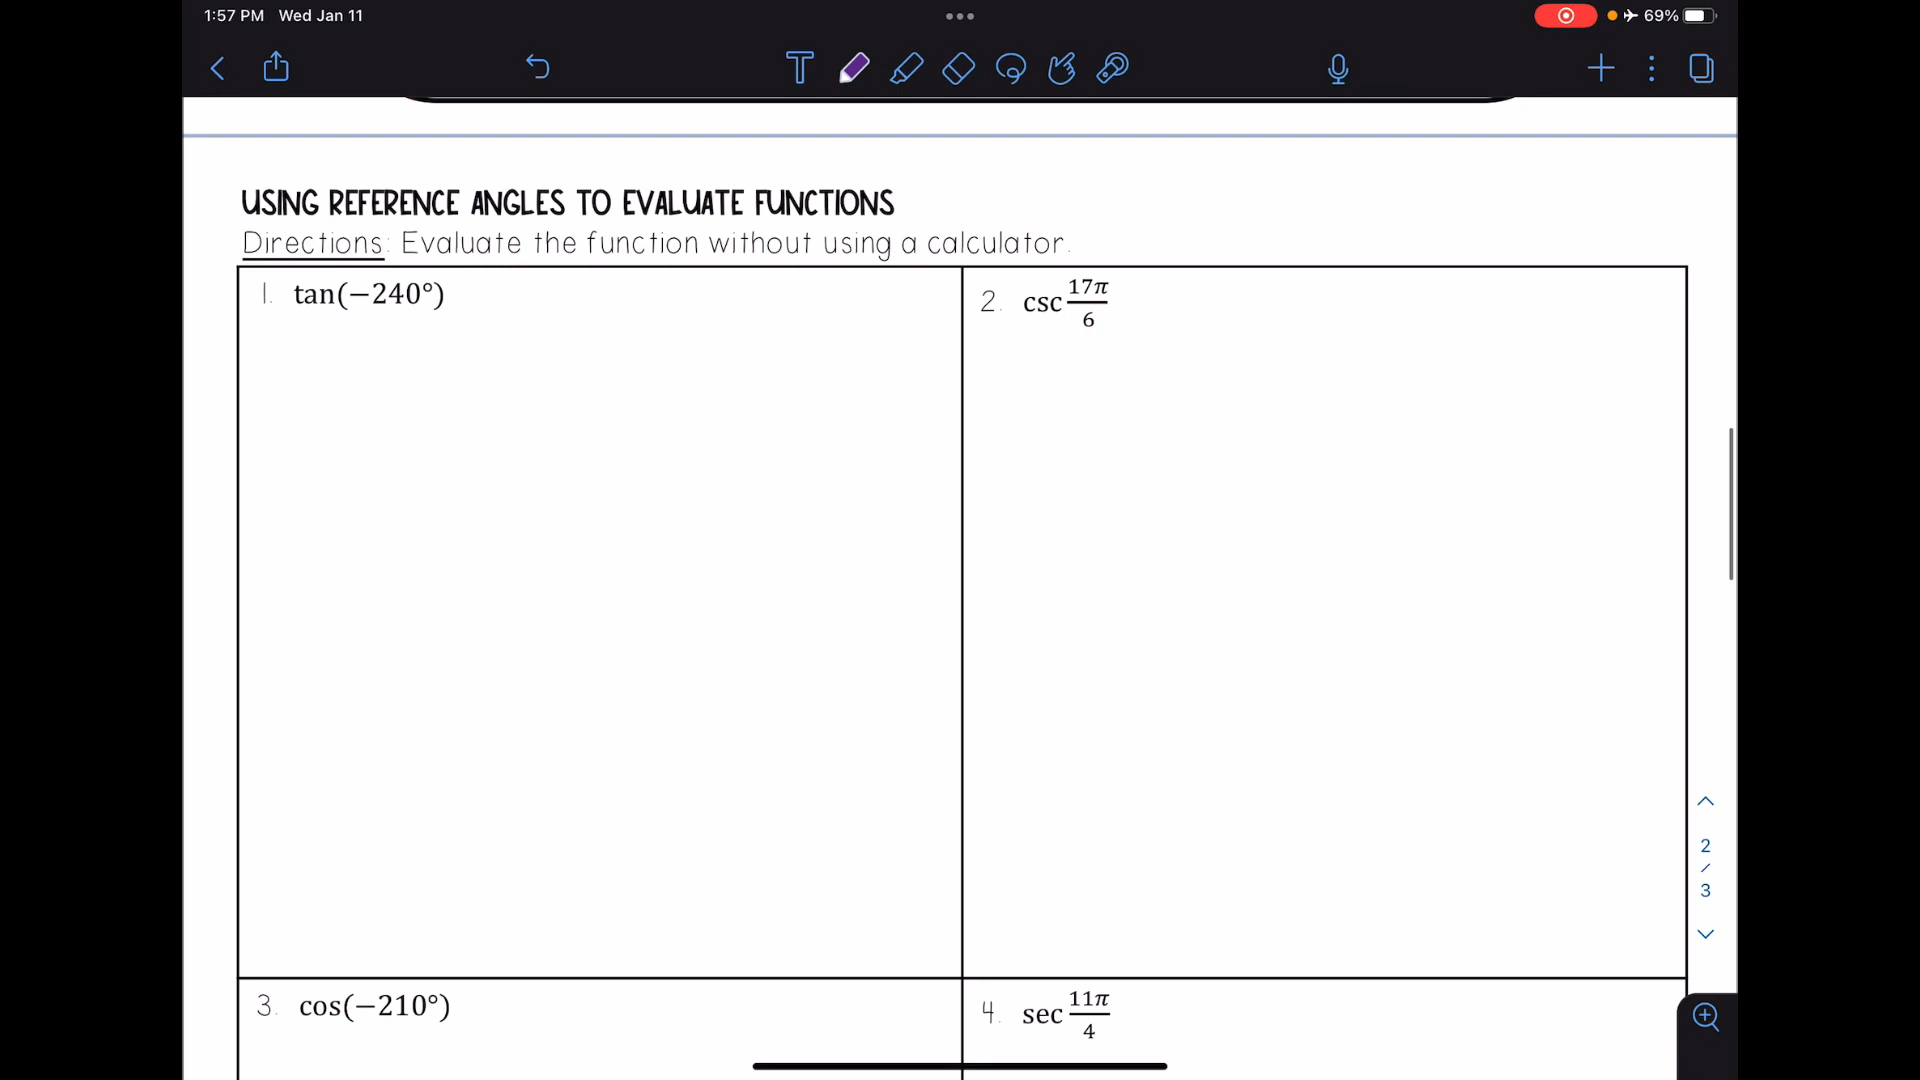 1:57 PM Wed Jan 11
69%
USING REFERENCE ANGLES TO EVALUATE FUNCTIONS
Directions: Evaluate the function without using a calculator.
1. tan(−240°)
2. csc 17π/6
2
/
3
3. cos(−210°)
4. sec 11π/4